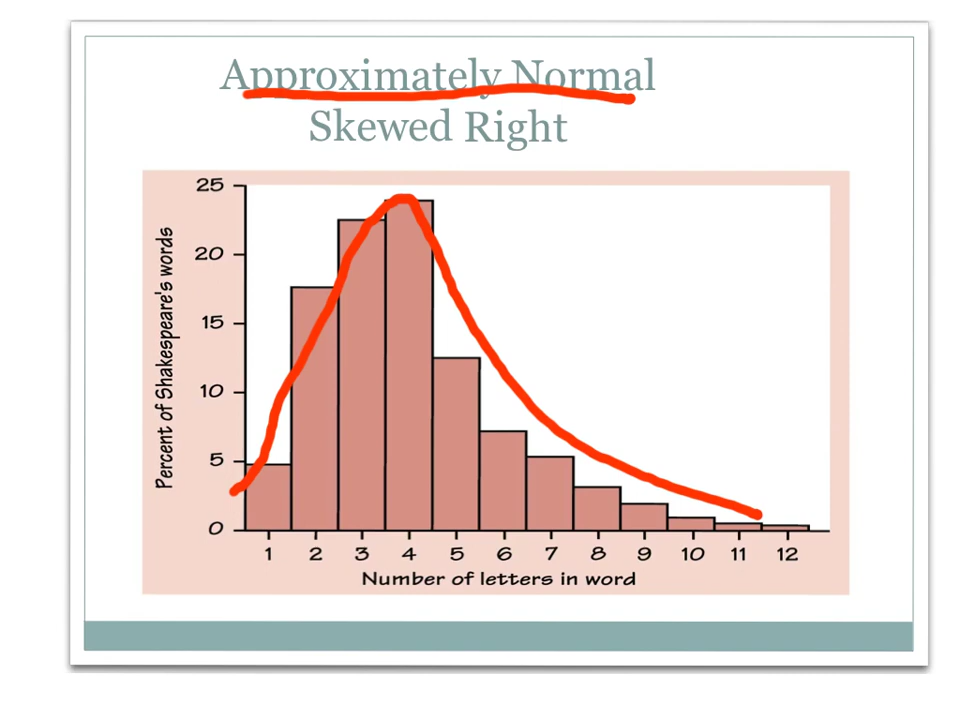 Approximately Normal
Skewed Right
25
20
15
10
5
0
Percent of Shakespeare's words
1 2 3 4 5 6 7 8 9 10 11 12
Number of letters in word